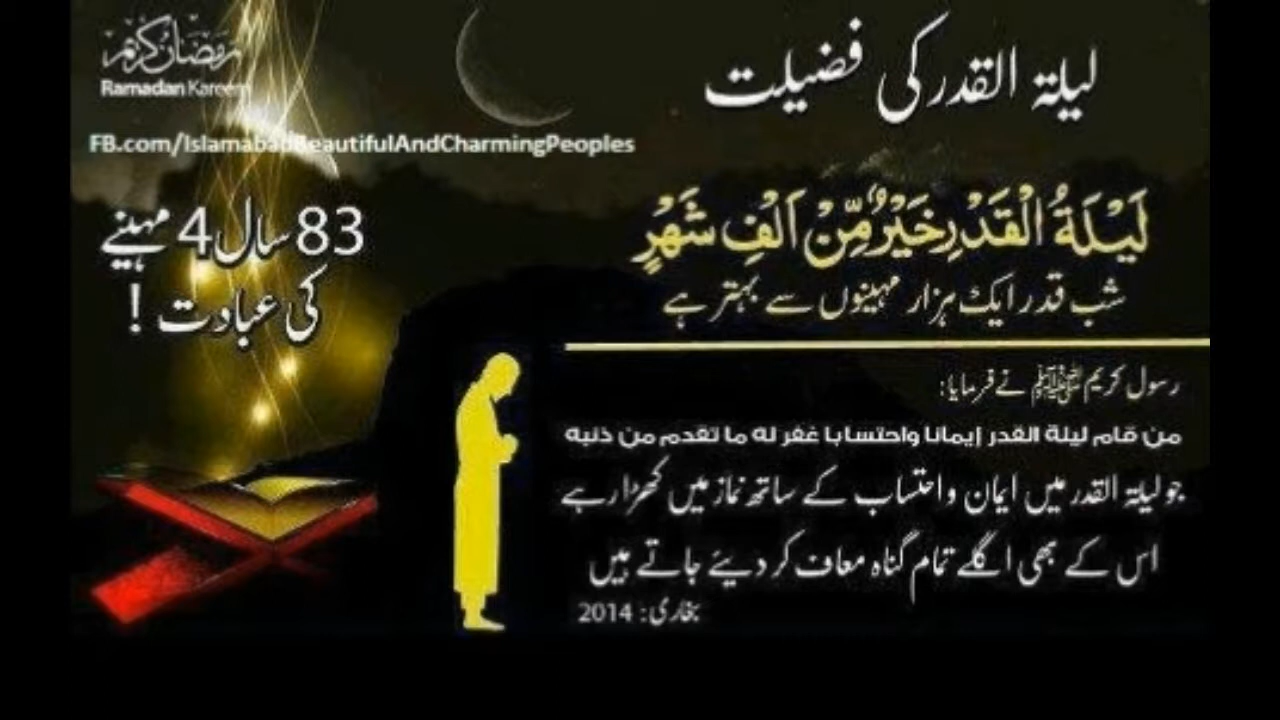 رمضان كريم
Ramadan Kareem
FB.com/IslamabadBeautifulAndCharmingPeoples
لیلۃ القدر کی فضیلت
لَيْلَةُ الْقَدْرِ خَيْرٌ مِّنْ اَلْفِ شَهْرٍ
شب قدر ایک ہزار مہینوں سے بہتر ہے
83 سال 4 مہینے
کی عبادت !
رسول کریم ﷺ نے فرمایا:
من قام ليلة القدر إيمانا واحتسابا غفر له ما تقدم من ذنبه
جو لیلۃ القدر میں ایمان و احتساب کے ساتھ نماز میں کھڑا رہے
اس کے بھی اگلے تمام گناہ معاف کر دیئے جاتے ہیں
بخاری: 2014